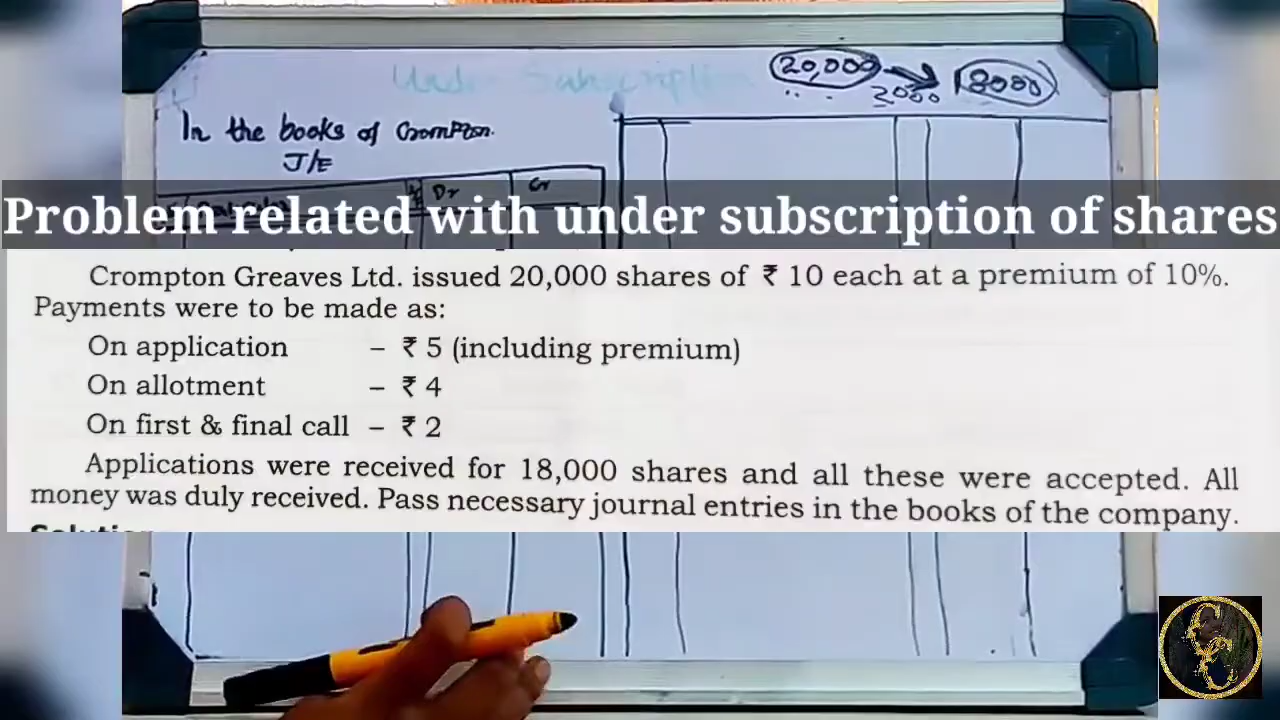 Under Subscription
20,000
2000
18000
In the books of Crompton.
J/E
Dr
Cr
Problem related with under subscription of shares
Crompton Greaves Ltd. issued 20,000 shares of ₹ 10 each at a premium of 10%.
Payments were to be made as:
On application – ₹ 5 (including premium)
On allotment – ₹ 4
On first & final call – ₹ 2
Applications were received for 18,000 shares and all these were accepted. All
money was duly received. Pass necessary journal entries in the books of the company.